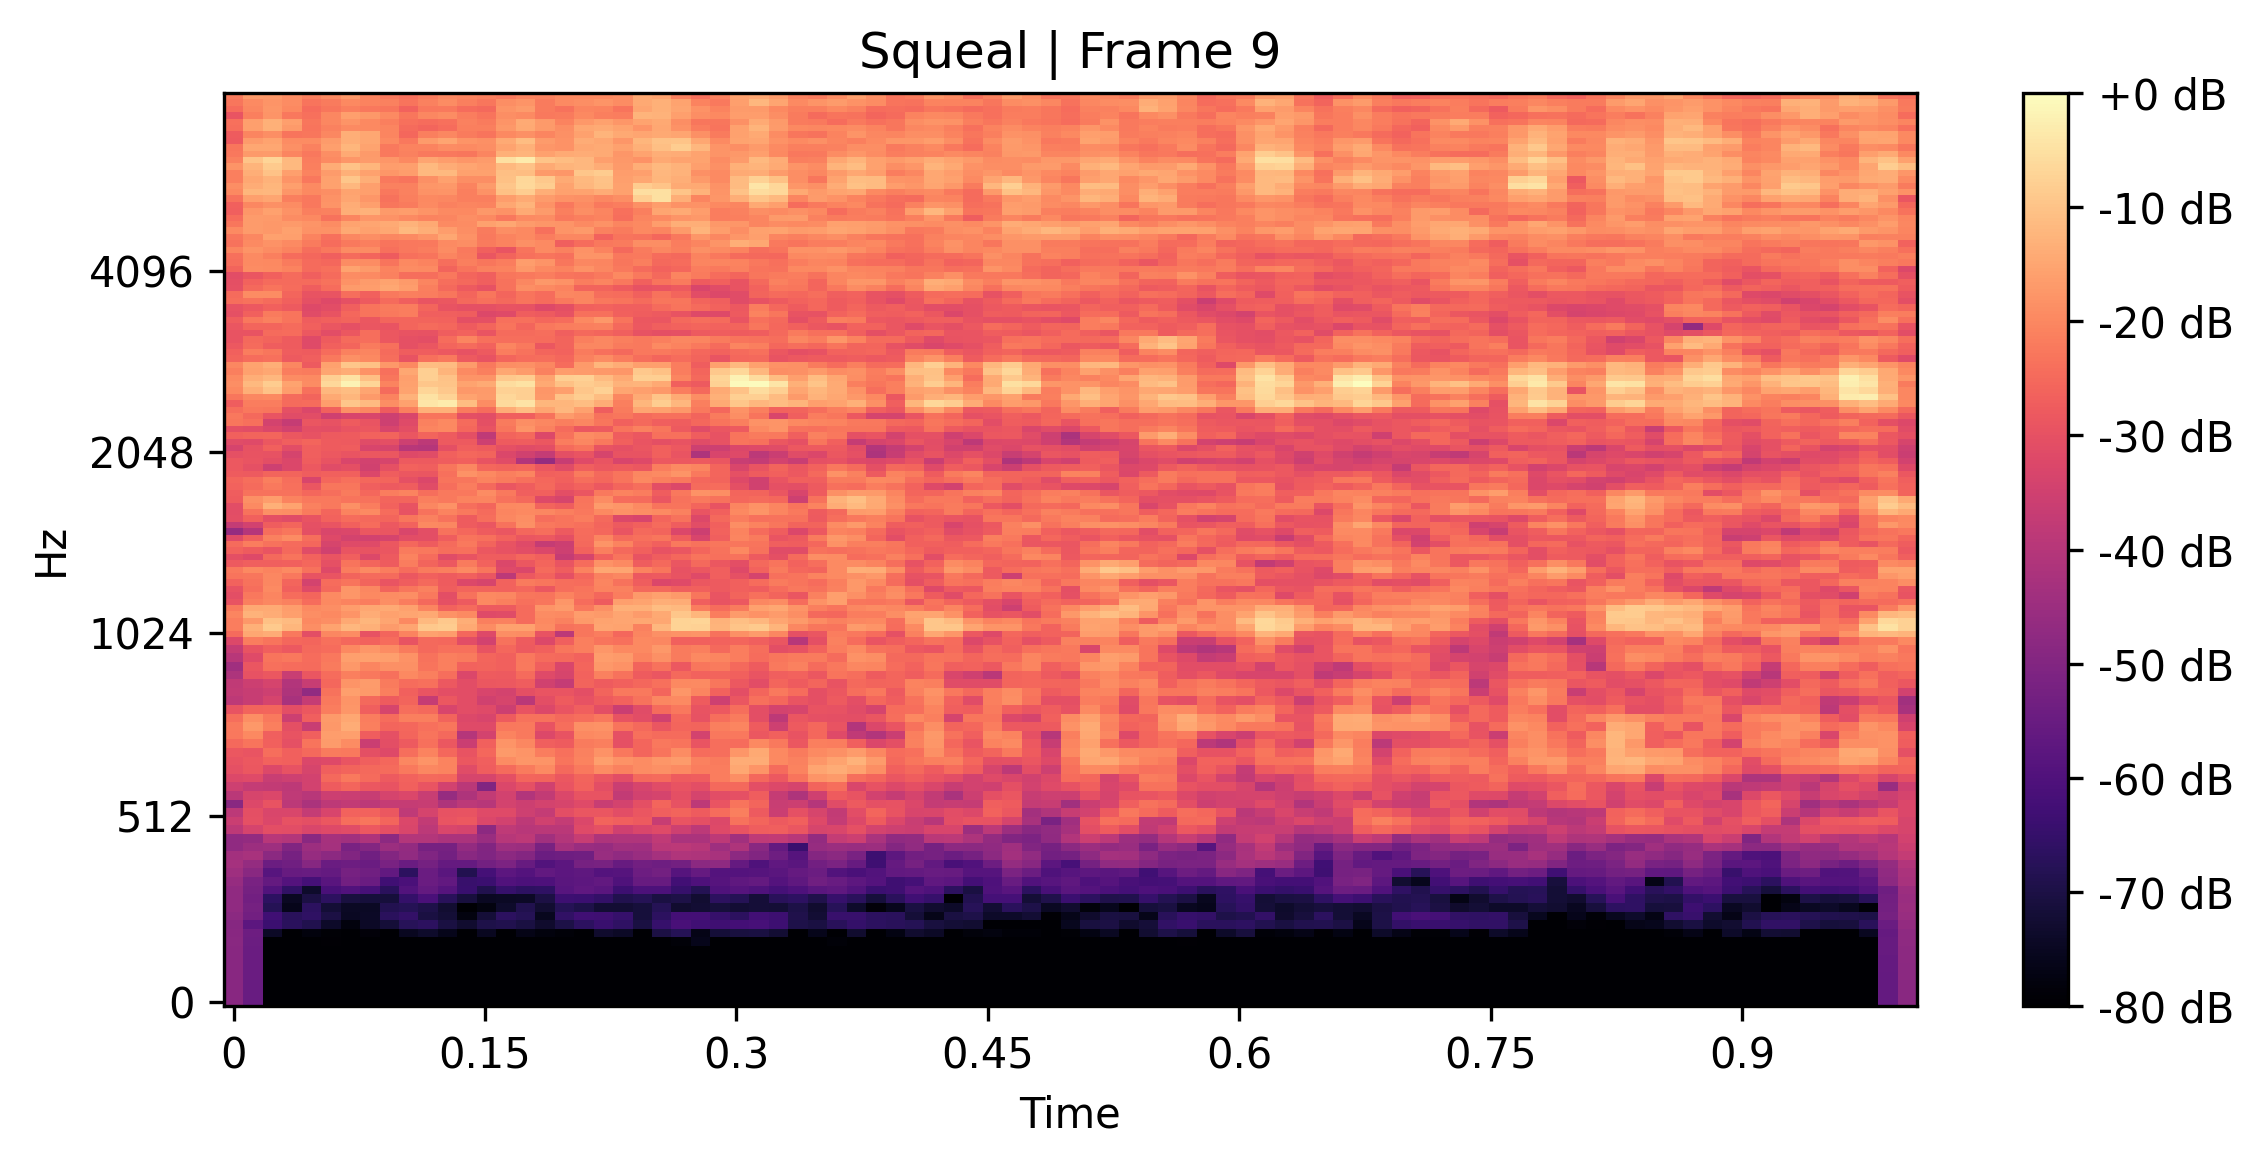 Squeal | Frame 9
+0 dB
-10 dB
-20 dB
-30 dB
-40 dB
-50 dB
-60 dB
-70 dB
-80 dB
Hz
4096
2048
1024
512
0
0 0.15 0.3 0.45 0.6 0.75 0.9
Time